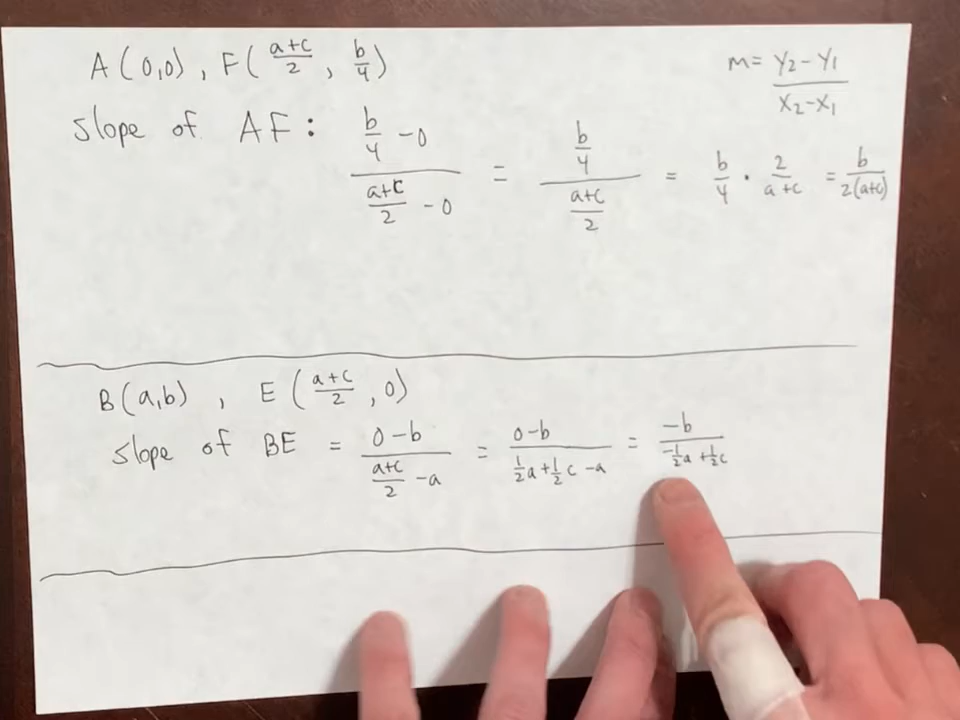 A(0,0), F((a+c)/2, b/4)
m = (y2-y1)/(x2-x1)
slope of AF: (b/4 - 0)/((a+c)/2 - 0) = (b/4)/((a+c)/2) = b/4 · 2/(a+c) = b/(2(a+c))
B(a,b), E((a+c)/2, 0)
slope of BE = (0-b)/((a+c)/2 - a) = (0-b)/(1/2a+1/2c-a) = -b/(-1/2a+1/2c)